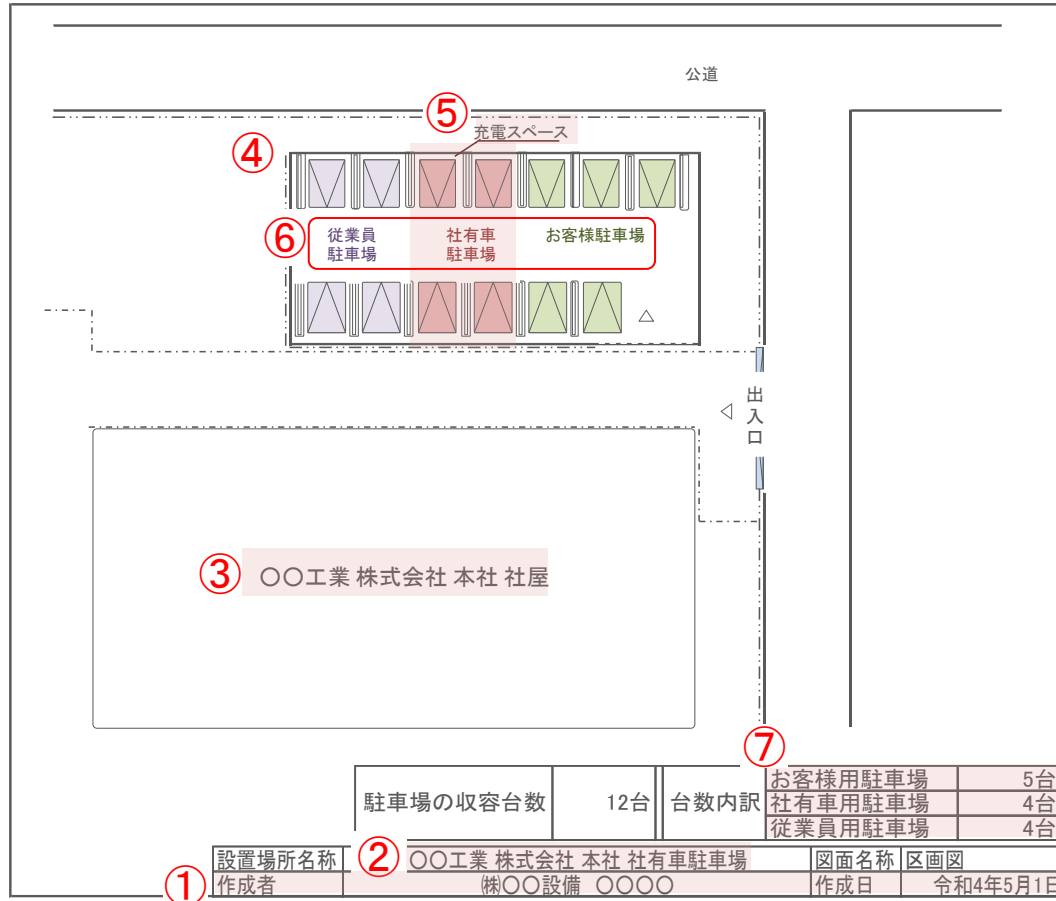 公道
⑤
充電スペース
④
⑥
従業員
駐車場
社有車
駐車場
お客様駐車場
出入口
③
〇〇工業 株式会社 本社 社屋
⑦
駐車場の収容台数 12台 台数内訳
お客様用駐車場 5台
社有車用駐車場 4台
従業員用駐車場 4台
設置場所名称 ② 〇〇工業 株式会社 本社 社有車駐車場 図面名称 区画図
① 作成者 ㈱〇〇設備 〇〇〇〇 作成日 令和4年5月1日